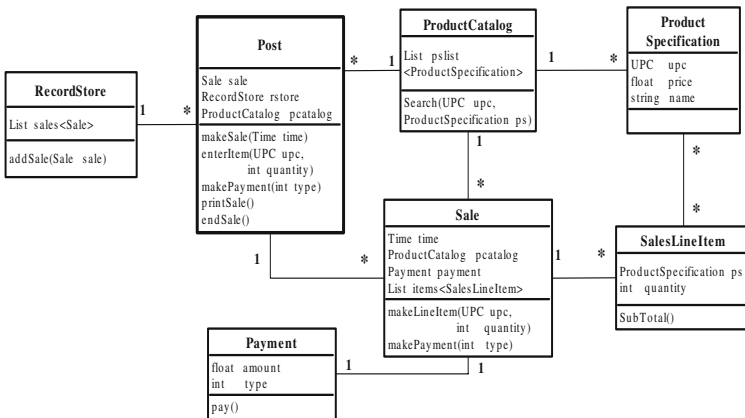 RecordStore
List sales<Sale>
addSale(Sale sale)
1
*
Post
Sale sale
RecordStore rstore
ProductCatalog pcatalog
makeSale(Time time)
enterItem(UPC upc,
int quantity)
makePayment(int type)
printSale()
endSale()
*
1
ProductCatalog
List pslist
<ProductSpecification>
Search(UPC upc,
ProductSpecification ps)
1
*
Product
Specification
UPC upc
float price
string name
1
*
*
*
1
*
Sale
Time time
ProductCatalog pcatalog
Payment payment
List items<SalesLineItem>
makeLineItem(UPC upc,
int quantity)
makePayment(int type)
1
*
SalesLineItem
ProductSpecification ps
int quantity
SubTotal()
Payment
float amount
int type
pay()
1
1